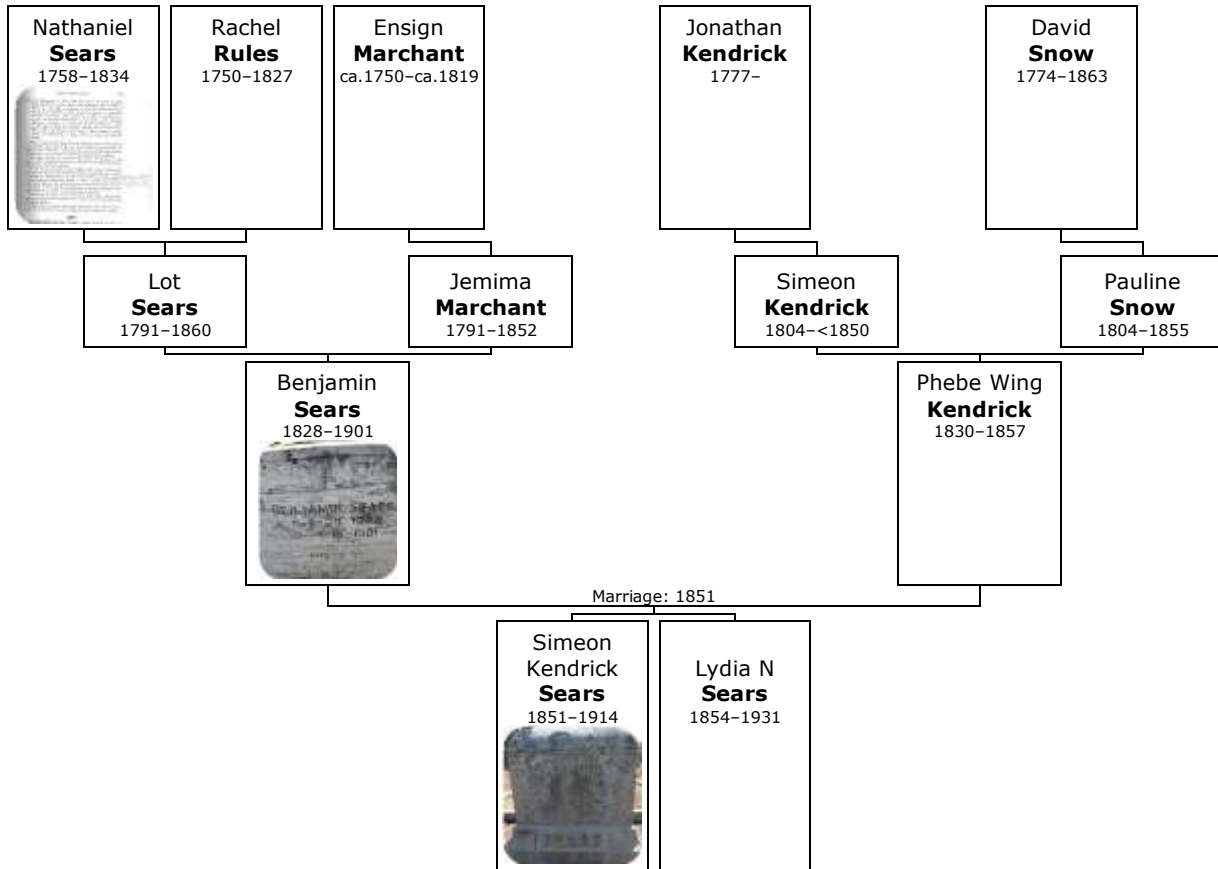 Nathaniel
Sears
1758–1834
Rachel
Rules
1750–1827
Ensign
Marchant
ca.1750–ca.1819
Jonathan
Kendrick
1777–
David
Snow
1774–1863
Lot
Sears
1791–1860
Jemima
Marchant
1791–1852
Simeon
Kendrick
1804–<1850
Pauline
Snow
1804–1855
Benjamin
Sears
1828–1901
BENJAMIN SEARS
Phebe Wing
Kendrick
1830–1857
Marriage: 1851
Simeon
Kendrick
Sears
1851–1914
Lydia N
Sears
1854–1931